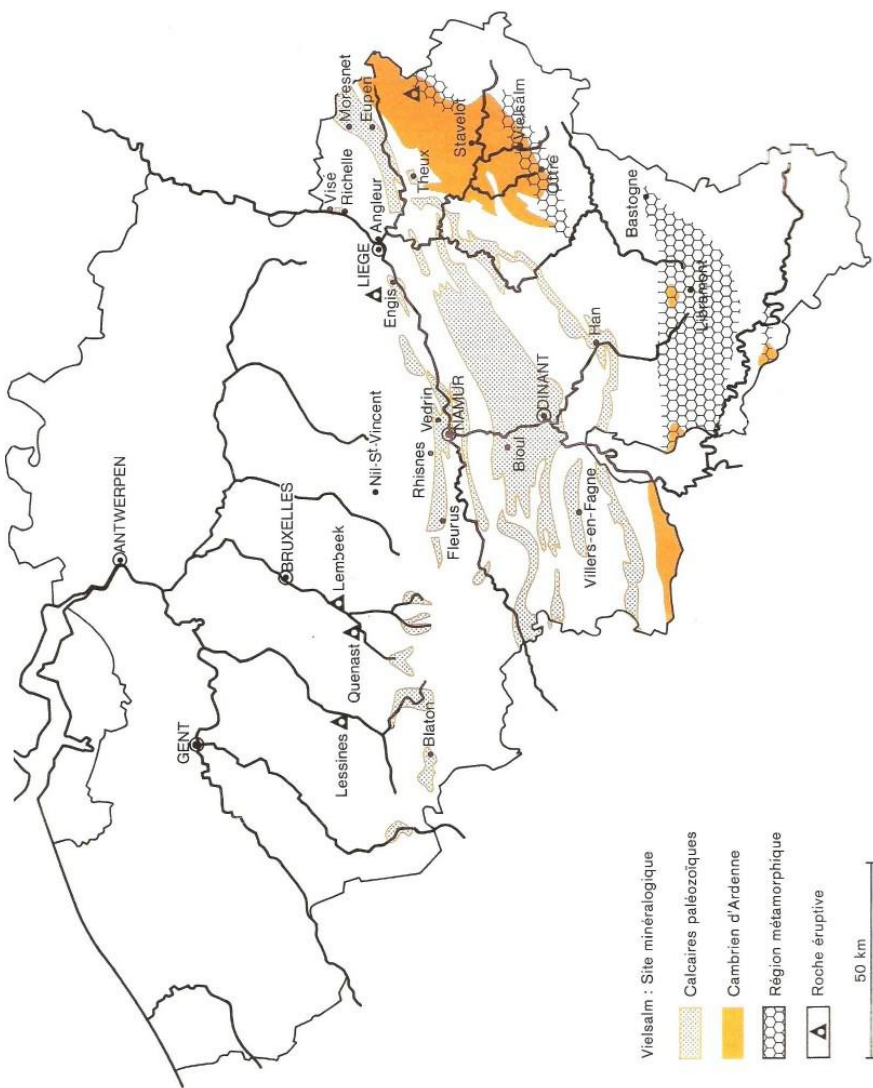 ANTWERPEN
GENT
BRUXELLES
Lembeek
Quenast
Lessines
Blaton
Nil-St-Vincent
Visé
Richelle
Moresnet
Eupen
LIEGE
Angleur
Engis
Theux
Stavelot
Vielsalm
Ottré
Rhisnes
Vedrin
NAMUR
Fleurus
Bioul
DINANT
Han
Villers-en-Fagne
Bastogne
Libramont
Vielsalm : Site minéralogique
Calcaires paléozoïques
Cambrien d'Ardenne
Région métamorphique
Roche éruptive
50 km